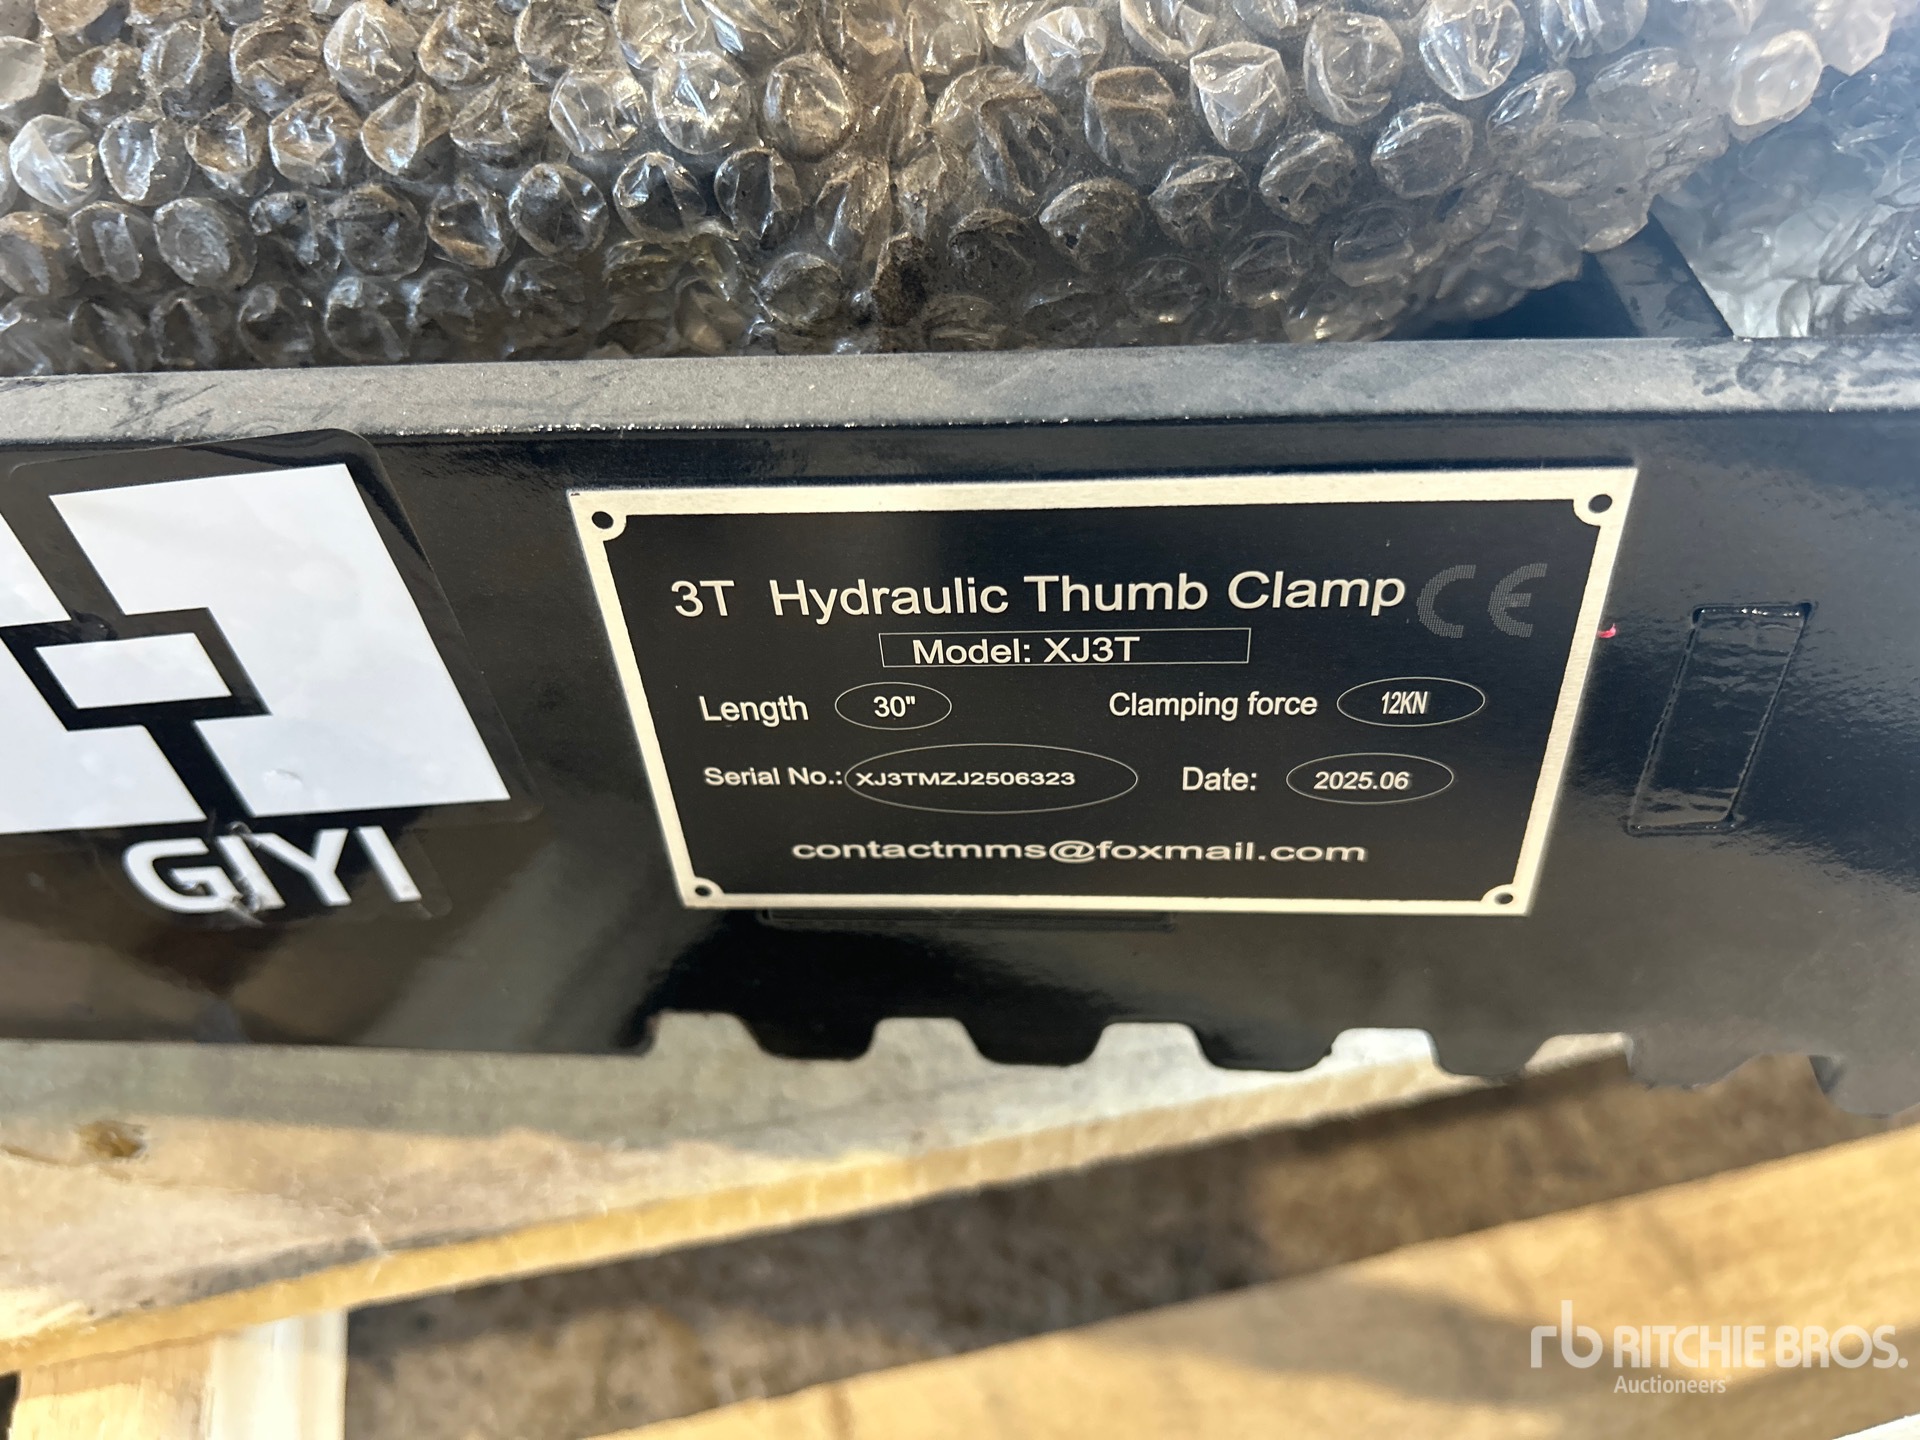 3T Hydraulic Thumb Clamp CE
Model: XJ3T
Length 30" Clamping force 12KN
Serial No.: XJ3TMZJ2506323 Date: 2025.06
contactmms@foxmail.com
GIYI
rb RITCHIE BROS.
Auctioneers